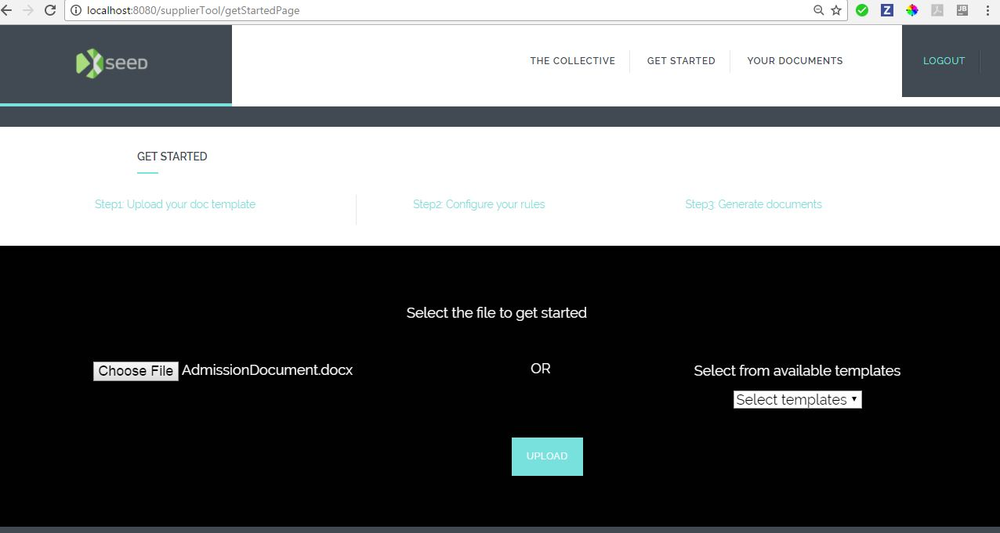 localhost:8080/supplierTool/getStartedPage
seed
THE COLLECTIVE
GET STARTED
YOUR DOCUMENTS
LOGOUT
GET STARTED
Step1: Upload your doc template
Step2: Configure your rules
Step3: Generate documents
Select the file to get started
Choose File AdmissionDocument.docx
OR
Select from available templates
Select templates
UPLOAD